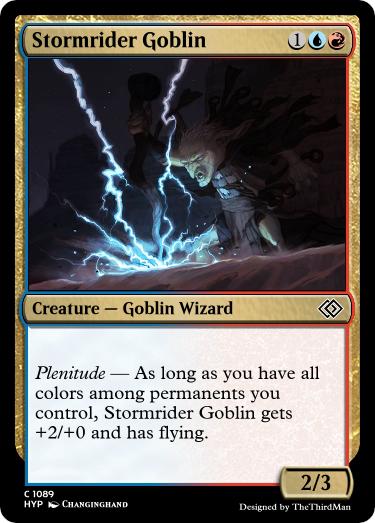 Stormrider Goblin 1
Creature — Goblin Wizard
Plenitude — As long as you have all
colors among permanents you
control, Stormrider Goblin gets
+2/+0 and has flying.
2/3
C 1089
HYP Changinghand
Designed by TheThirdMan